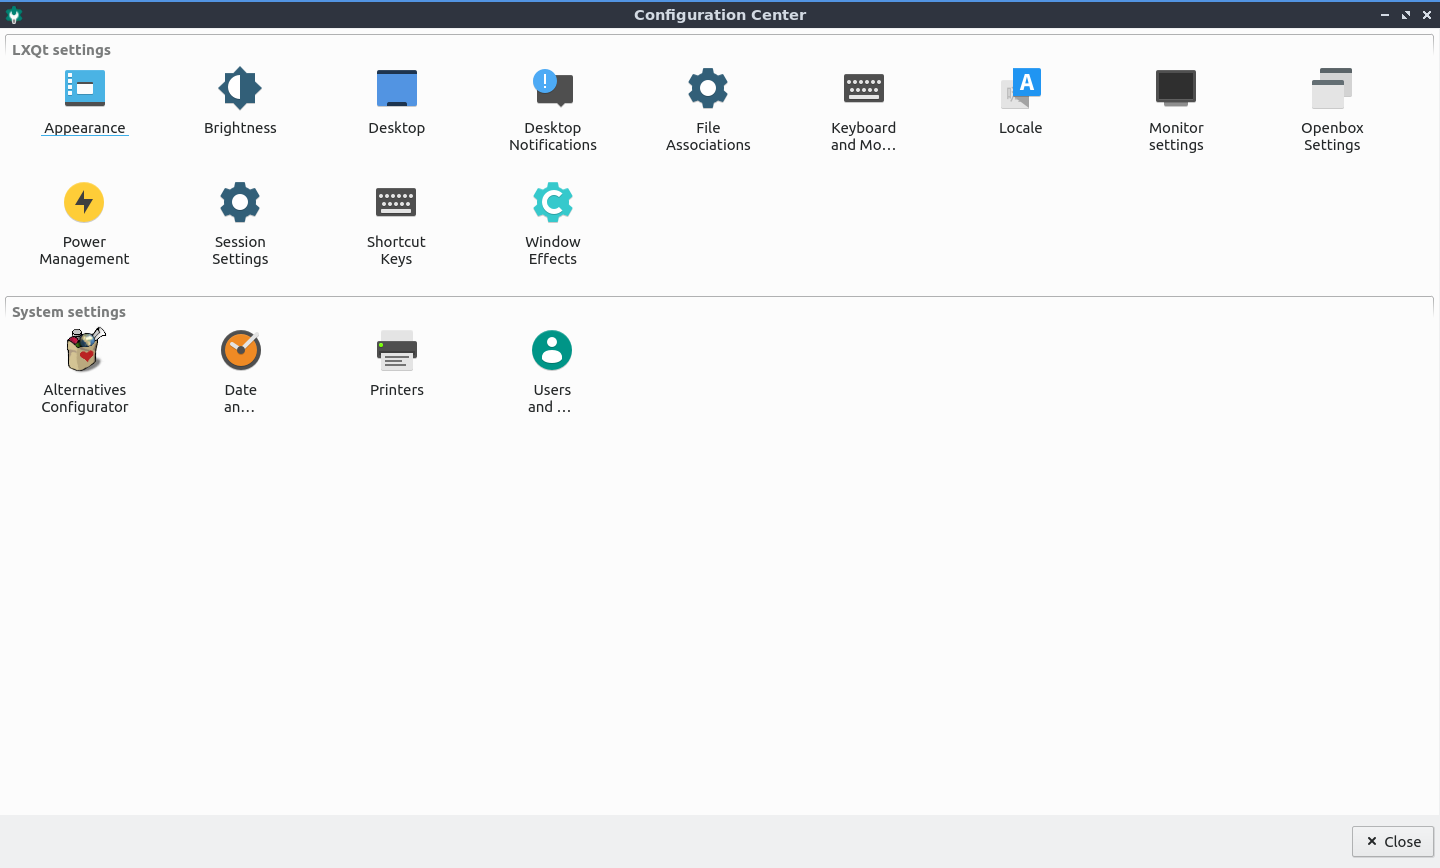 Configuration Center
LXQt settings
Appearance
Brightness
Desktop
Desktop
Notifications
File
Associations
Keyboard
and Mo…
A
Locale
Monitor
settings
Openbox
Settings
Power
Management
Session
Settings
Shortcut
Keys
Window
Effects
System settings
Alternatives
Configurator
Date
an…
Printers
Users
and …
Close